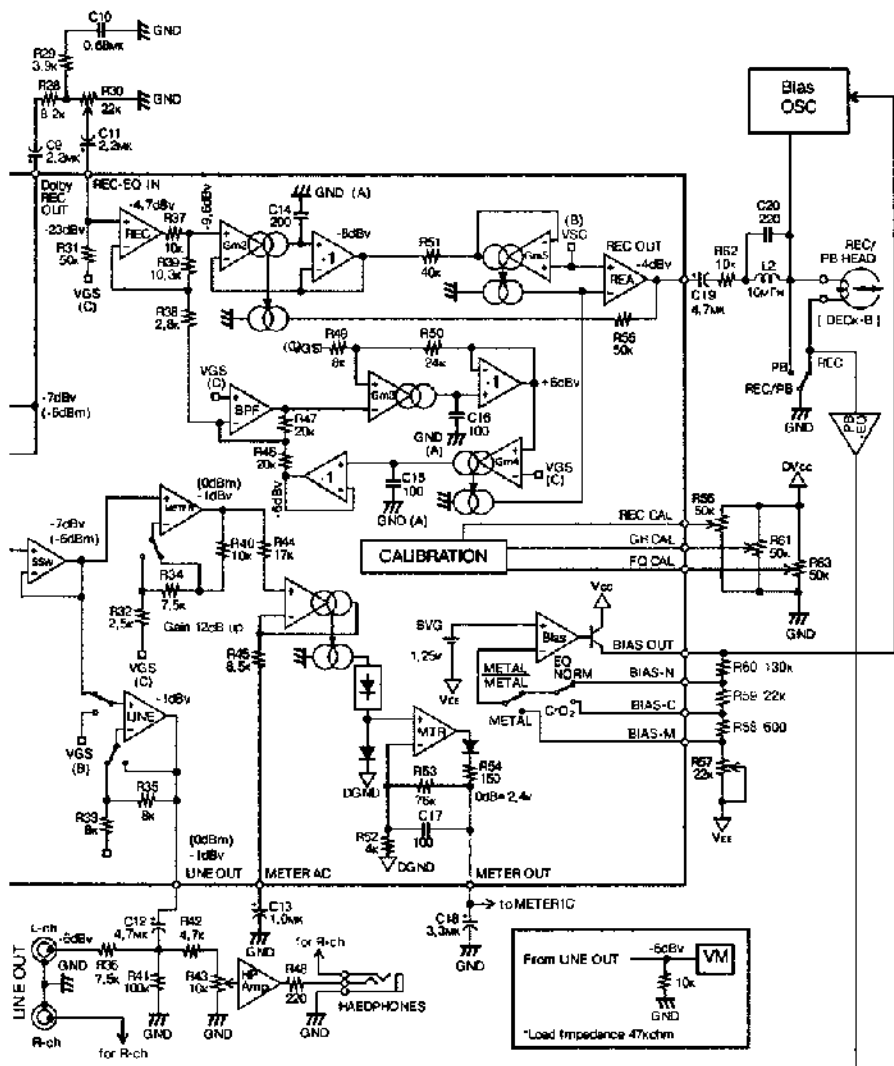 C10
0.68MK
GND
R29
3.9K
R28
8.2K
R30
22K
GND
C9
2.2MK
C11
2.2MK
Bias
OSC
Dolby
REC
OUT
REC-EQ IN
-4,7dBv
-9,6dBv
GND (A)
C14
200
-8dBv
(B)
VSC
C20
220
REC/
PB HEAD
-23dBv
R31
50K
REC
R37
10K
Gm2
·1
R51
40K
Gm5
REC OUT
-4dBv
REA
R62
10K
L2
C19
4,7MK
[ DECK-B ]
VGS
(C)
R39
10,3K
R38
2,8K
R55
50K
R49
8K
R50
24K
PB
REC
REC/PB
GND
PB
EQ
-7dBv
(-5dBm)
VGS
(C)
BPF
R47
20K
Gm3
·1
+6dBv
C16
100
GND
(A)
R46
20K
-6dBv
·1
C15
100
GND (A)
Gm4
VGS
(C)
DVcc
(0dBm)
-1dBv
-7dBv
(-5dBm)
SSW
R40
10K
R44
17K
CALIBRATION
REC CAL
GH CAL
FQ CAL
R56
50K
R61
50K
R63
50K
GND
R34
7,5K
R32
2,5K
Gain 12dB up
VGS
(C)
R45
8.5K
SVG
1,25v
VEE
Bias
Vcc
BIAS OUT
METAL
METAL
EQ
NORM
BIAS-N
R60 130K
CrO2
BIAS-C
R59 22K
METAL
BIAS-M
R58 600
R57
22K
VEE
-1dBv
LINE
VGS
(B)
MTR
DGND
R53
76K
R54
150
0dB=2,4v
C17
100
R52
4K
DGND
R35
8K
R33
8K
(0dBm)
-1dBv
LINE OUT
METER AC
METER OUT
to METER IC
C13
1,0MK
GND
C18
3,3MK
GND
L-ch
-6dBv
C12
4,7MK
R42
4,7K
for R-ch
LINE OUT
GND
R36
7,5K
R41
100K
R43
10K
HP
Amp
R48
220
HAEDPHONES
GND
GND
GND
R-ch
for R-ch
From LINE OUT
-6dBv
VM
10K
GND
*Load Impedance 47kohm